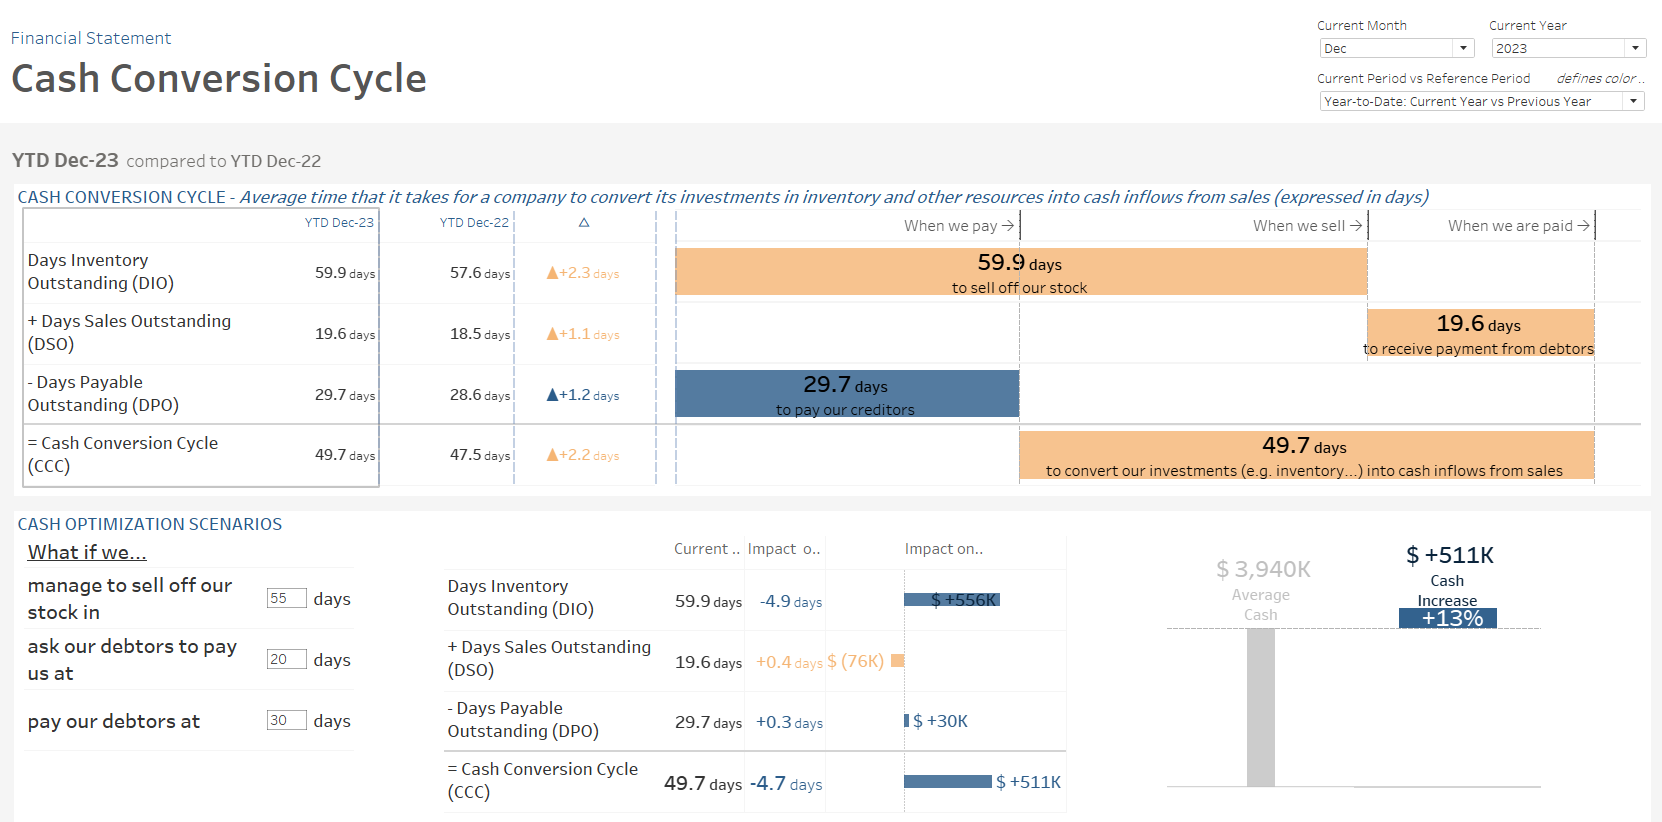 Financial Statement
Cash Conversion Cycle
Current Month
Current Year
Dec
2023
Current Period vs Reference Period
defines color..
Year-to-Date: Current Year vs Previous Year
YTD Dec-23 compared to YTD Dec-22
CASH CONVERSION CYCLE - Average time that it takes for a company to convert its investments in inventory and other resources into cash inflows from sales (expressed in days)
YTD Dec-23
YTD Dec-22
△
When we pay →
When we sell →
When we are paid →
Days Inventory
Outstanding (DIO)
59.9 days
57.6 days
▲+2.3 days
59.9 days
to sell off our stock
+ Days Sales Outstanding
(DSO)
19.6 days
18.5 days
▲+1.1 days
19.6 days
to receive payment from debtors
- Days Payable
Outstanding (DPO)
29.7 days
28.6 days
▲+1.2 days
29.7 days
to pay our creditors
= Cash Conversion Cycle
(CCC)
49.7 days
47.5 days
▲+2.2 days
49.7 days
to convert our investments (e.g. inventory...) into cash inflows from sales
CASH OPTIMIZATION SCENARIOS
What if we...
manage to sell off our
stock in
55 days
ask our debtors to pay
us at
20 days
pay our debtors at
30 days
Current ..
Impact o..
Impact on..
Days Inventory
Outstanding (DIO)
59.9 days
-4.9 days
$ +556K
+ Days Sales Outstanding
(DSO)
19.6 days
+0.4 days
$ (76K)
- Days Payable
Outstanding (DPO)
29.7 days
+0.3 days
$ +30K
= Cash Conversion Cycle
(CCC)
49.7 days
-4.7 days
$ +511K
$ 3,940K
Average
Cash
$ +511K
Cash
Increase
+13%